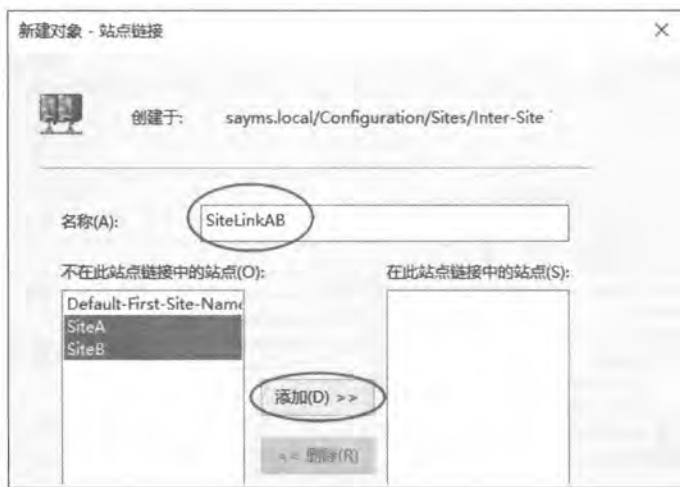 新建对象 - 站点链接
创建于: sayms.local/Configuration/Sites/Inter-Site
名称(A): SiteLinkAB
不在此站点链接中的站点(O): 在此站点链接中的站点(S):
Default-First-Site-Name
SiteA
SiteB
添加(D) >>
<< 删除(R)